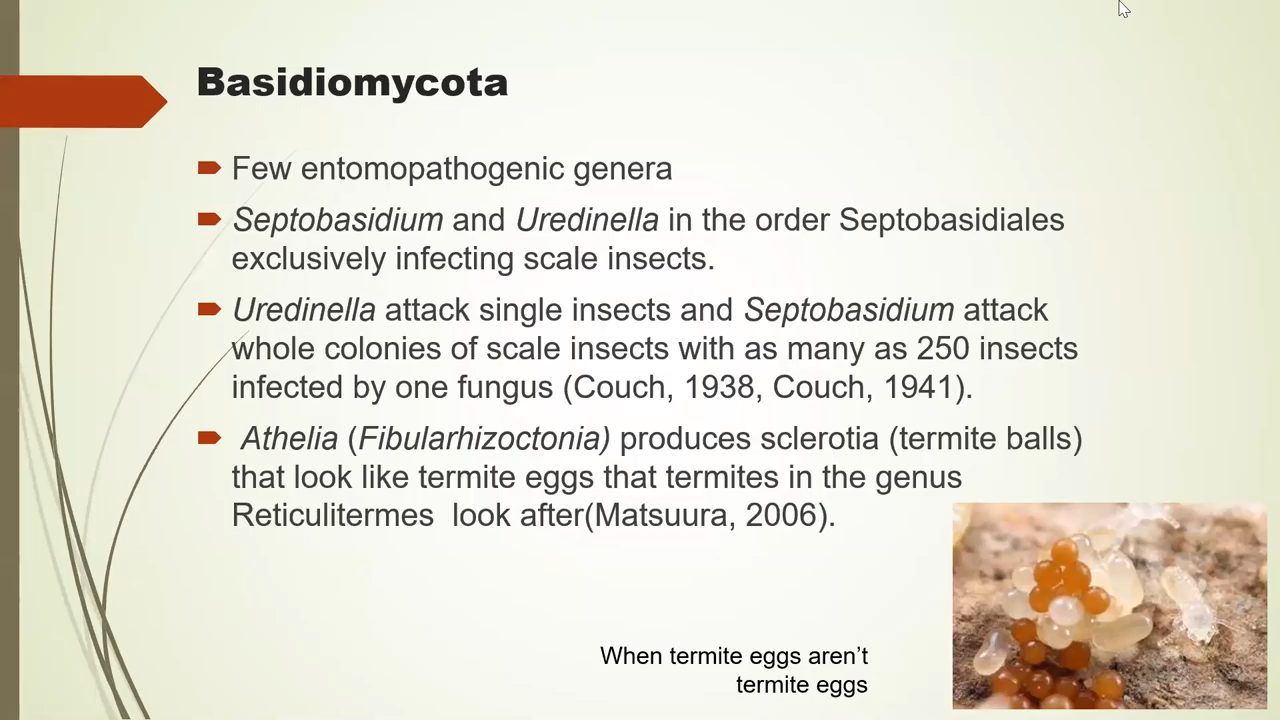 Basidiomycota
Few entomopathogenic genera
Septobasidium and Uredinella in the order Septobasidiales
exclusively infecting scale insects.
Uredinella attack single insects and Septobasidium attack
whole colonies of scale insects with as many as 250 insects
infected by one fungus (Couch, 1938, Couch, 1941).
Athelia (Fibularhizoctonia) produces sclerotia (termite balls)
that look like termite eggs that termites in the genus
Reticulitermes  look after(Matsuura, 2006).
When termite eggs aren’t
termite eggs